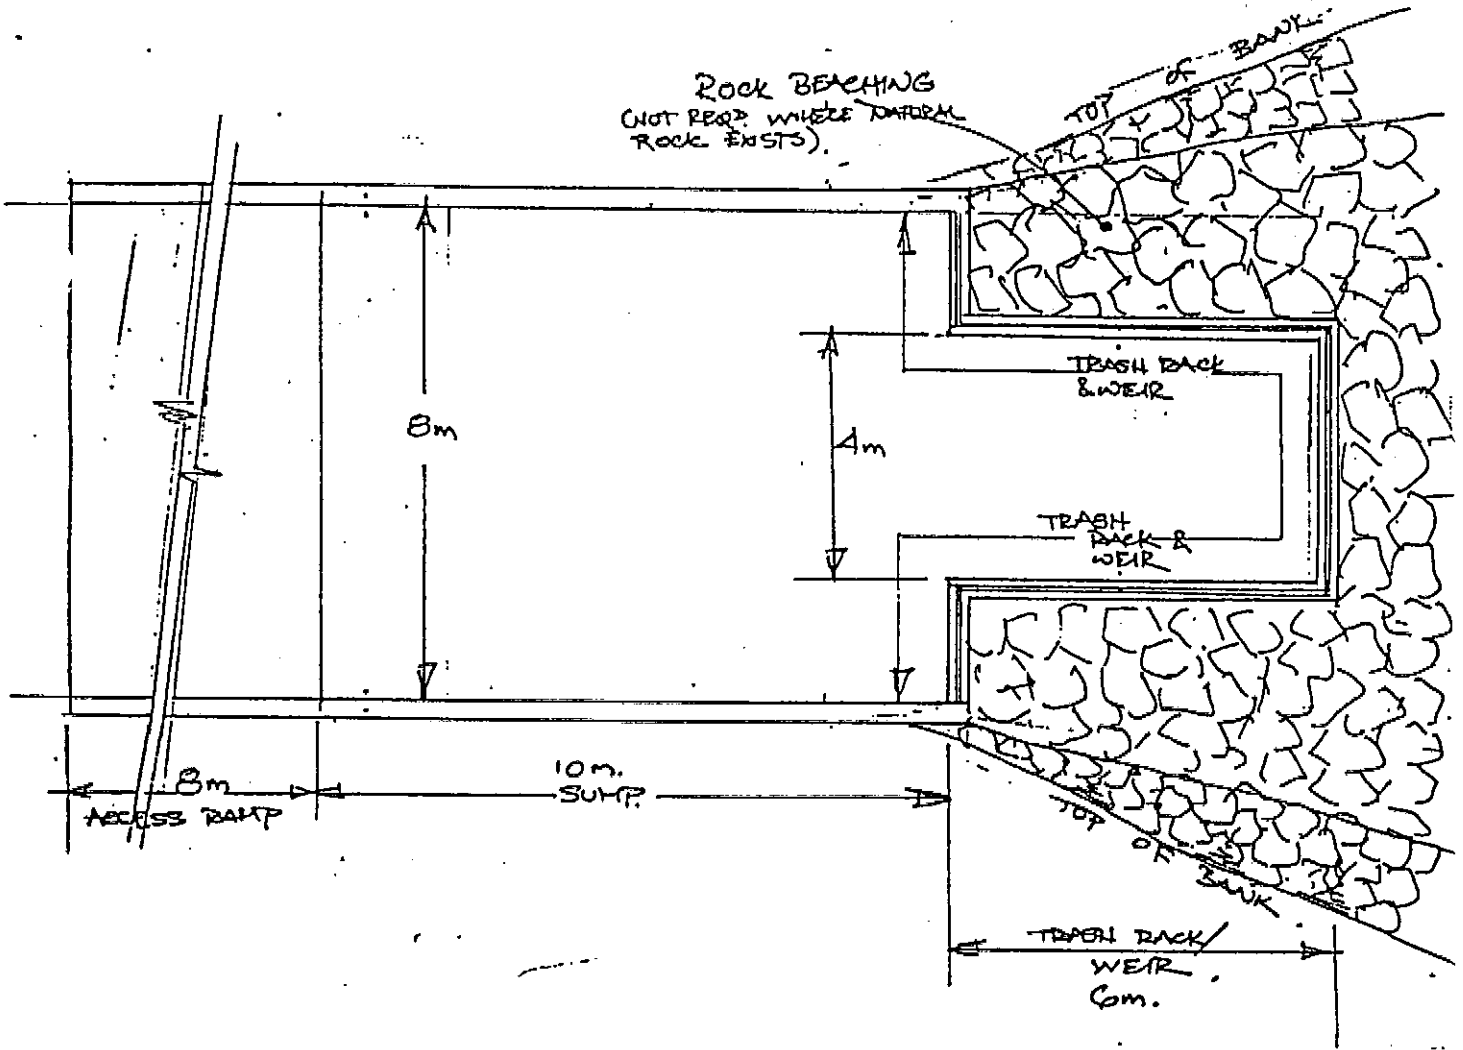 TOP OF BANK
ROCK BEACHING
(NOT REQD. WHERE NATURAL
ROCK EXISTS).
TRASH RACK
& WEIR
8m
4m
TRASH
RACK &
WEIR
8m
ACCESS RAMP
10m.
SUMP.
TOP OF BANK
TRASH RACK/
WEIR
6m.